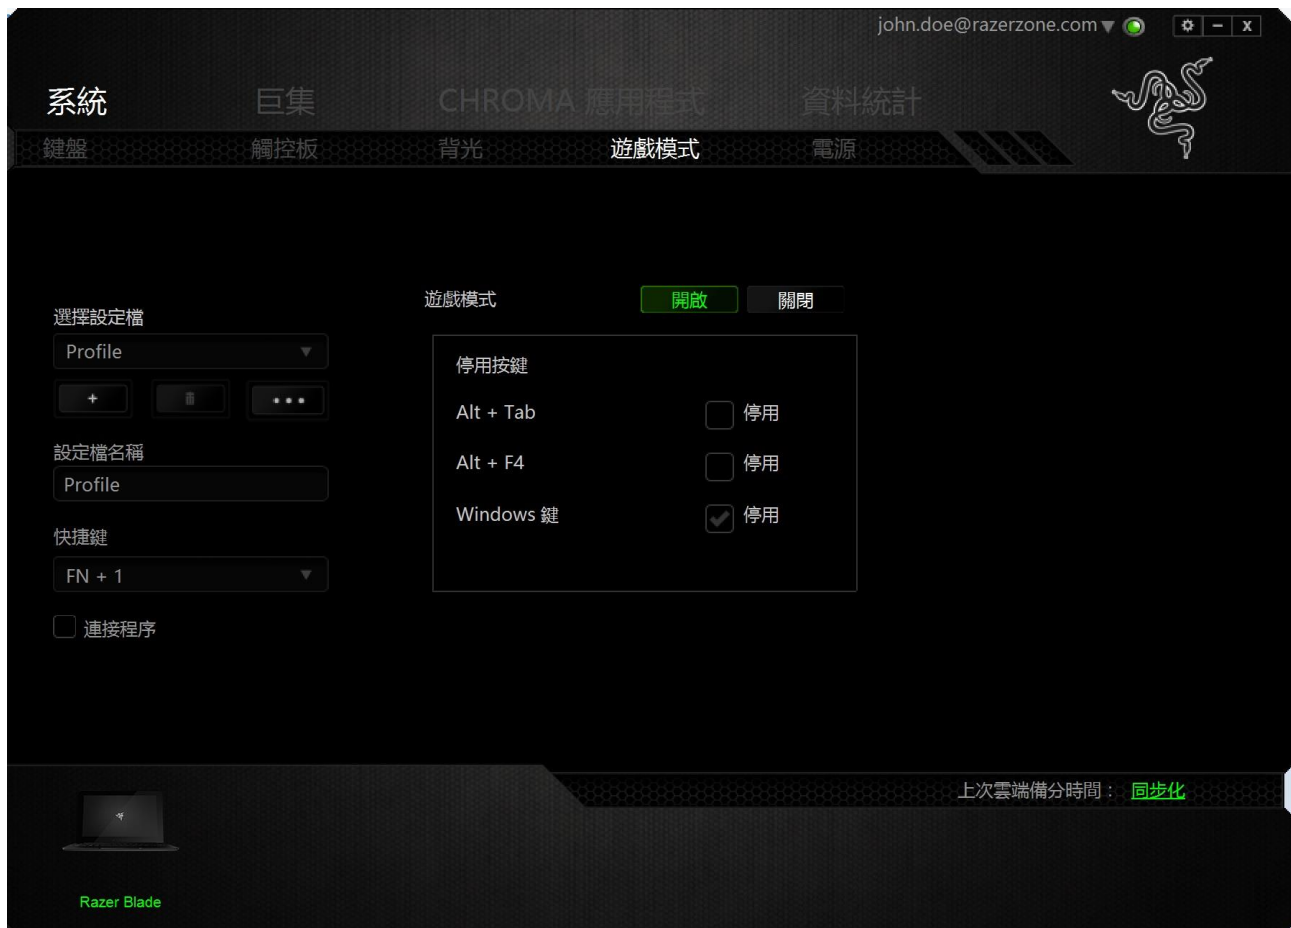 john.doe@razerzone.com
系統 巨集 CHROMA 應用程式 資料統計
鍵盤 觸控板 背光 遊戲模式 電源
選擇設定檔
Profile
設定檔名稱
Profile
快捷鍵
FN + 1
連接程序
遊戲模式 開啟 關閉
停用按鍵
Alt + Tab 停用
Alt + F4 停用
Windows 鍵 停用
上次雲端備分時間： 同步化
Razer Blade